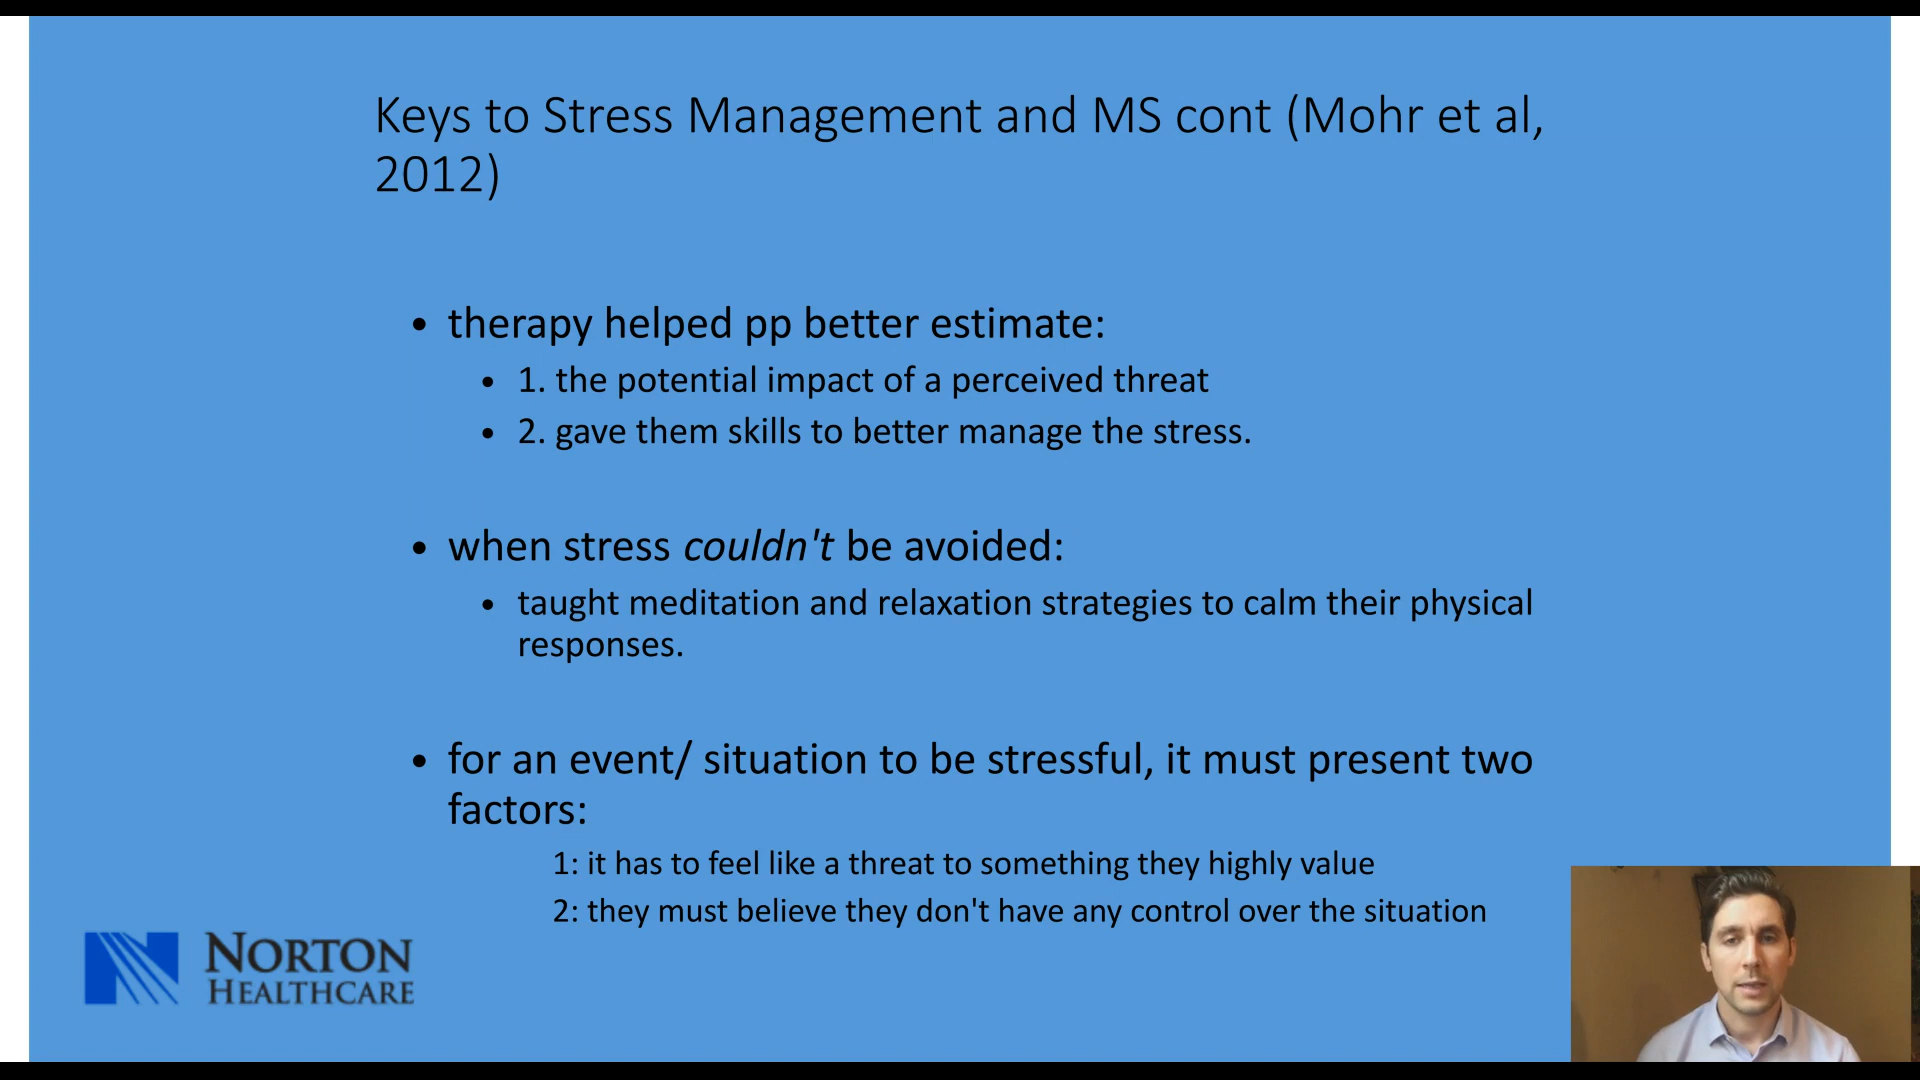 Keys to Stress Management and MS cont (Mohr et al,
2012)
• therapy helped pp better estimate:
• 1. the potential impact of a perceived threat
• 2. gave them skills to better manage the stress.
• when stress couldn't be avoided:
• taught meditation and relaxation strategies to calm their physical
responses.
• for an event/ situation to be stressful, it must present two
factors:
1: it has to feel like a threat to something they highly value
2: they must believe they don't have any control over the situation
NORTON
HEALTHCARE